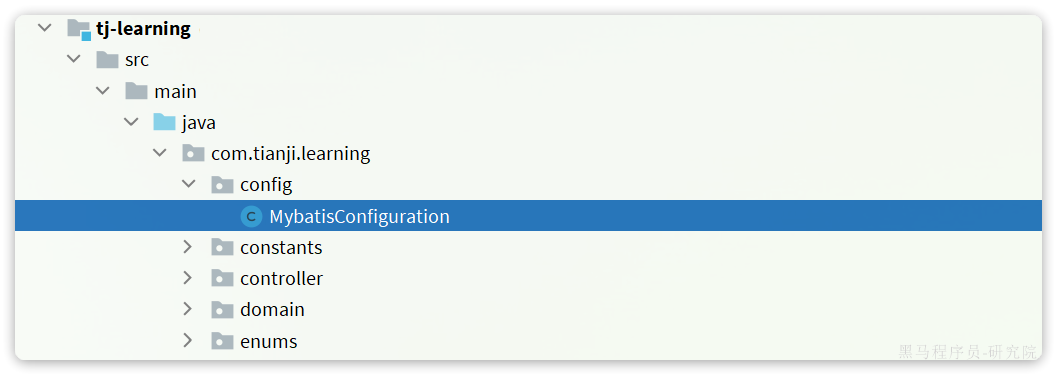 tj-learning
src
main
java
com.tianji.learning
config
MybatisConfiguration
constants
controller
domain
enums
黑马程序员-研究院